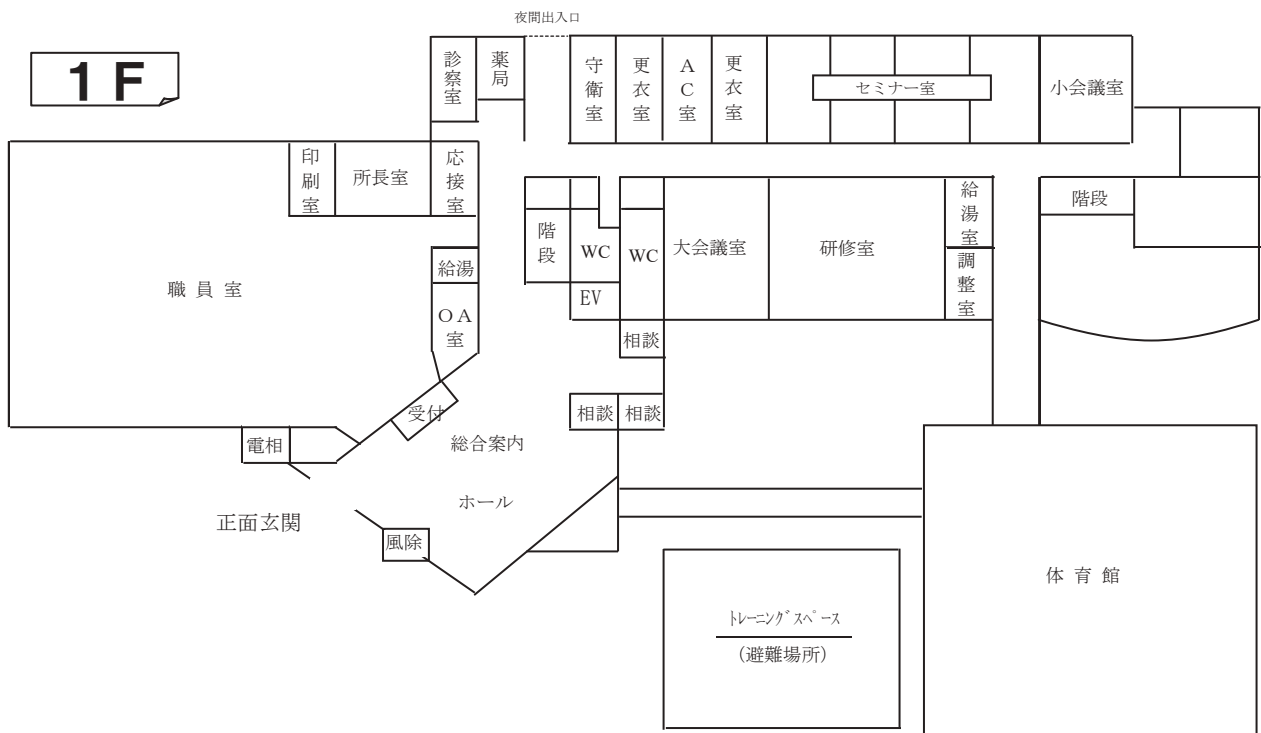 夜間出入口
1F
診察室
薬局
守衛室
更衣室
AC室
更衣室
セミナー室
小会議室
印刷室
所長室
応接室
給湯室
階段
階段
WC
WC
大会議室
研修室
職員室
給湯
調整室
EV
OA室
相談
受付
相談
相談
電相
総合案内
ホール
正面玄関
風除
体育館
ﾄﾚｰﾆﾝｸﾞｽﾍﾟｰｽ
(避難場所)